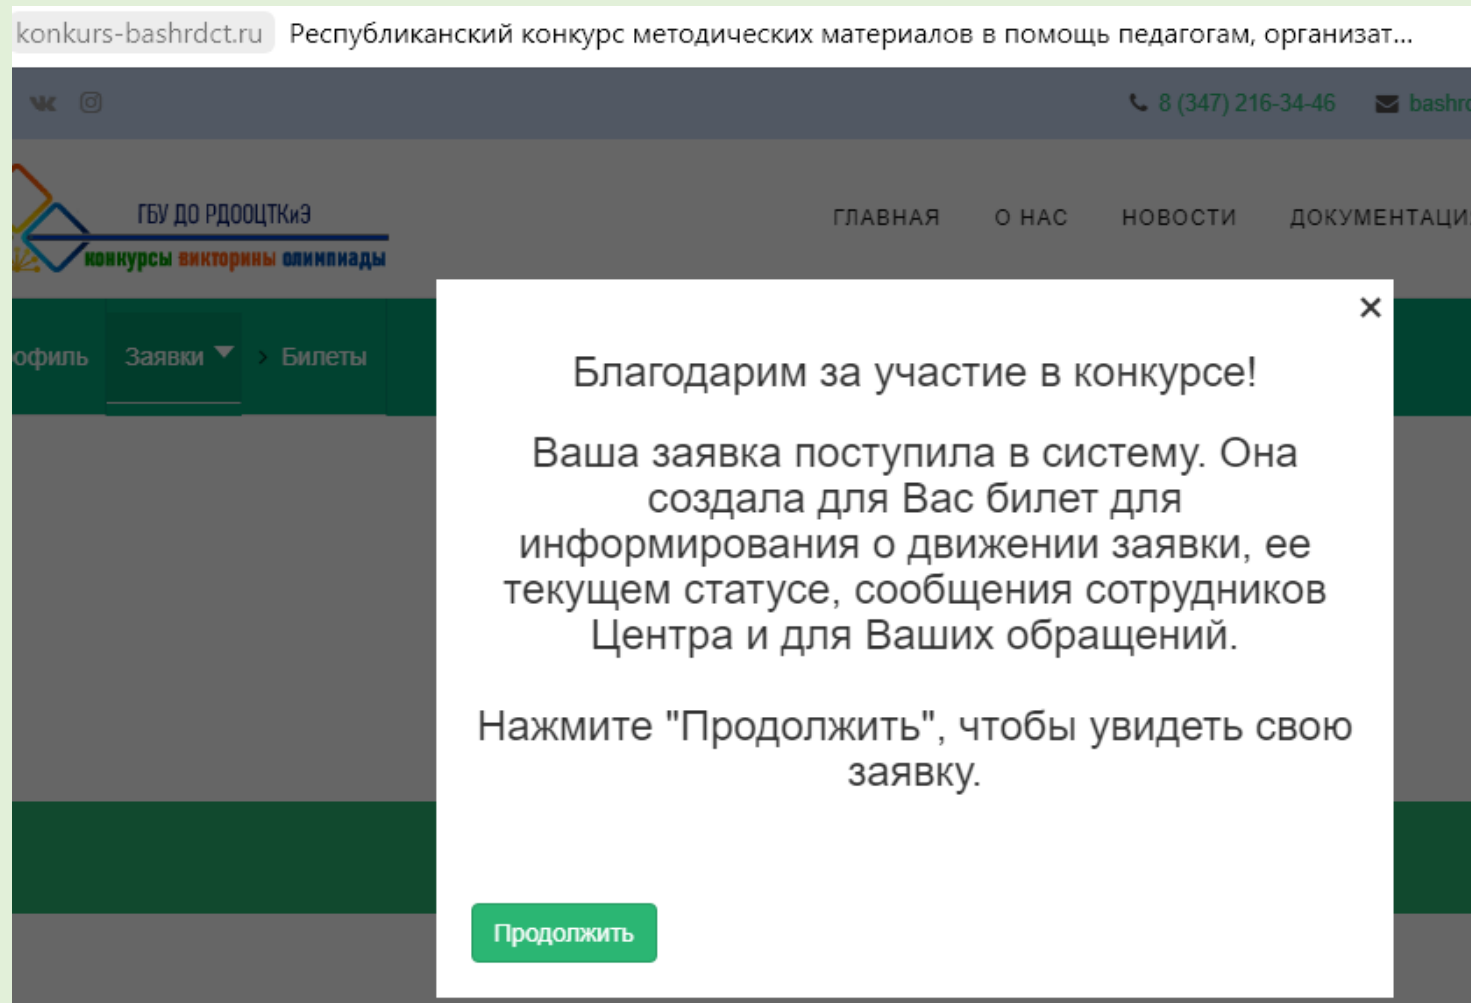 konkurs-bashrdct.ru Республиканский конкурс методических материалов в помощь педагогам, организат...
8 (347) 216-34-46
ГБУ ДО РДООЦТКиЭ
конкурсы викторины олимпиады
ГЛАВНАЯ О НАС НОВОСТИ ДОКУМЕНТАЦИ
офиль Заявки Билеты
Благодарим за участие в конкурсе!
Ваша заявка поступила в систему. Она
создала для Вас билет для
информирования о движении заявки, ее
текущем статусе, сообщения сотрудников
Центра и для Ваших обращений.
Нажмите "Продолжить", чтобы увидеть свою
заявку.
Продолжить